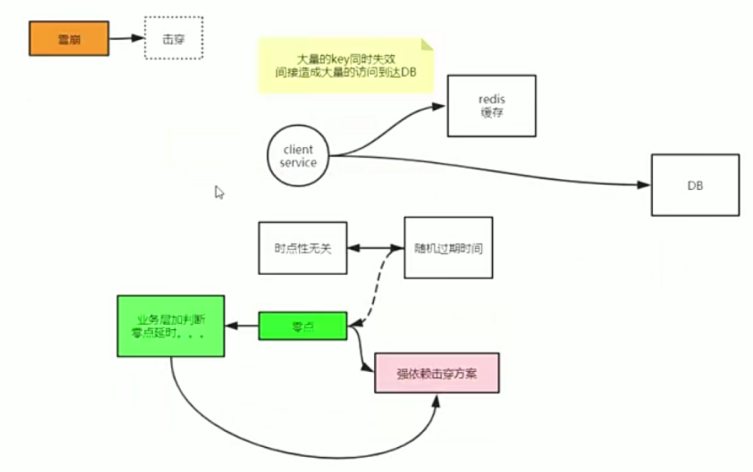 雪崩
击穿
大量的key同时失效
间接造成大量的访问到达DB
redis
缓存
client
service
DB
时点性无关
随机过期时间
业务层加判断
零点延时。。。
零点
强依赖击穿方案